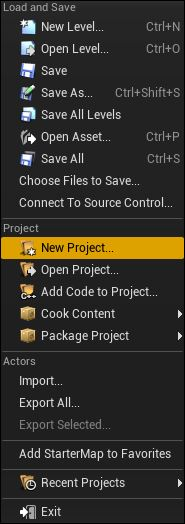 Load and Save
New Level... Ctrl+N
Open Level... Ctrl+O
Save
Save As... Ctrl+Shift+S
Save All Levels
Open Asset... Ctrl+P
Save All Ctrl+S
Choose Files to Save...
Connect To Source Control...
Project
New Project...
Open Project...
C++ Add Code to Project...
Cook Content
Package Project
Actors
Import...
Export All...
Export Selected...
Add StarterMap to Favorites
Recent Projects
Exit